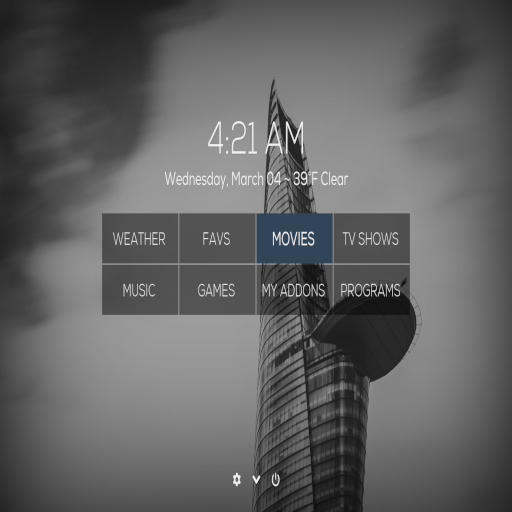 4:21 AM
Wednesday, March 04 ~ 39°F Clear
WEATHER FAVS MOVIES TV SHOWS
MUSIC GAMES MY ADDONS PROGRAMS